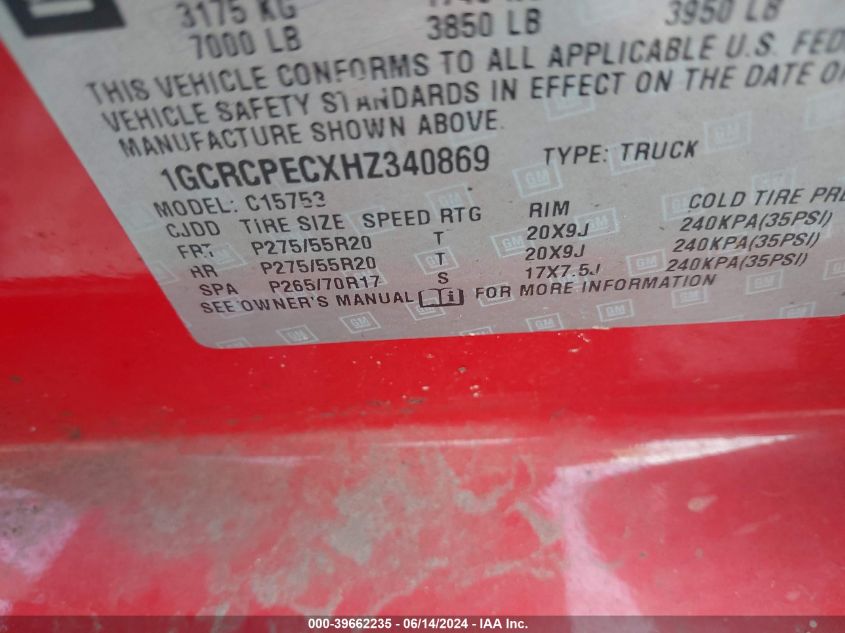 3175 KG
7000 LB 3850 LB 3950 LB
THIS VEHICLE CONFORMS TO ALL APPLICABLE U.S.
VEHICLE SAFETY STANDARDS IN EFFECT ON THE DATE
MANUFACTURE SHOWN ABOVE.
1GCRCPECXHZ340869 TYPE: TRUCK
MODEL: C15753
CJDD TIRE SIZE SPEED RTG RIM COLD TIRE
FRT P275/55R20 T 20X9J 240KPA(35PSI)
RR P275/55R20 T 20X9J 240KPA(35PSI)
SPA P265/70R17 S 17X7.5J 240KPA(35PSI)
SEE OWNER'S MANUAL FOR MORE INFORMATION
GM
000-39662235 - 06/14/2024 - IAA Inc.